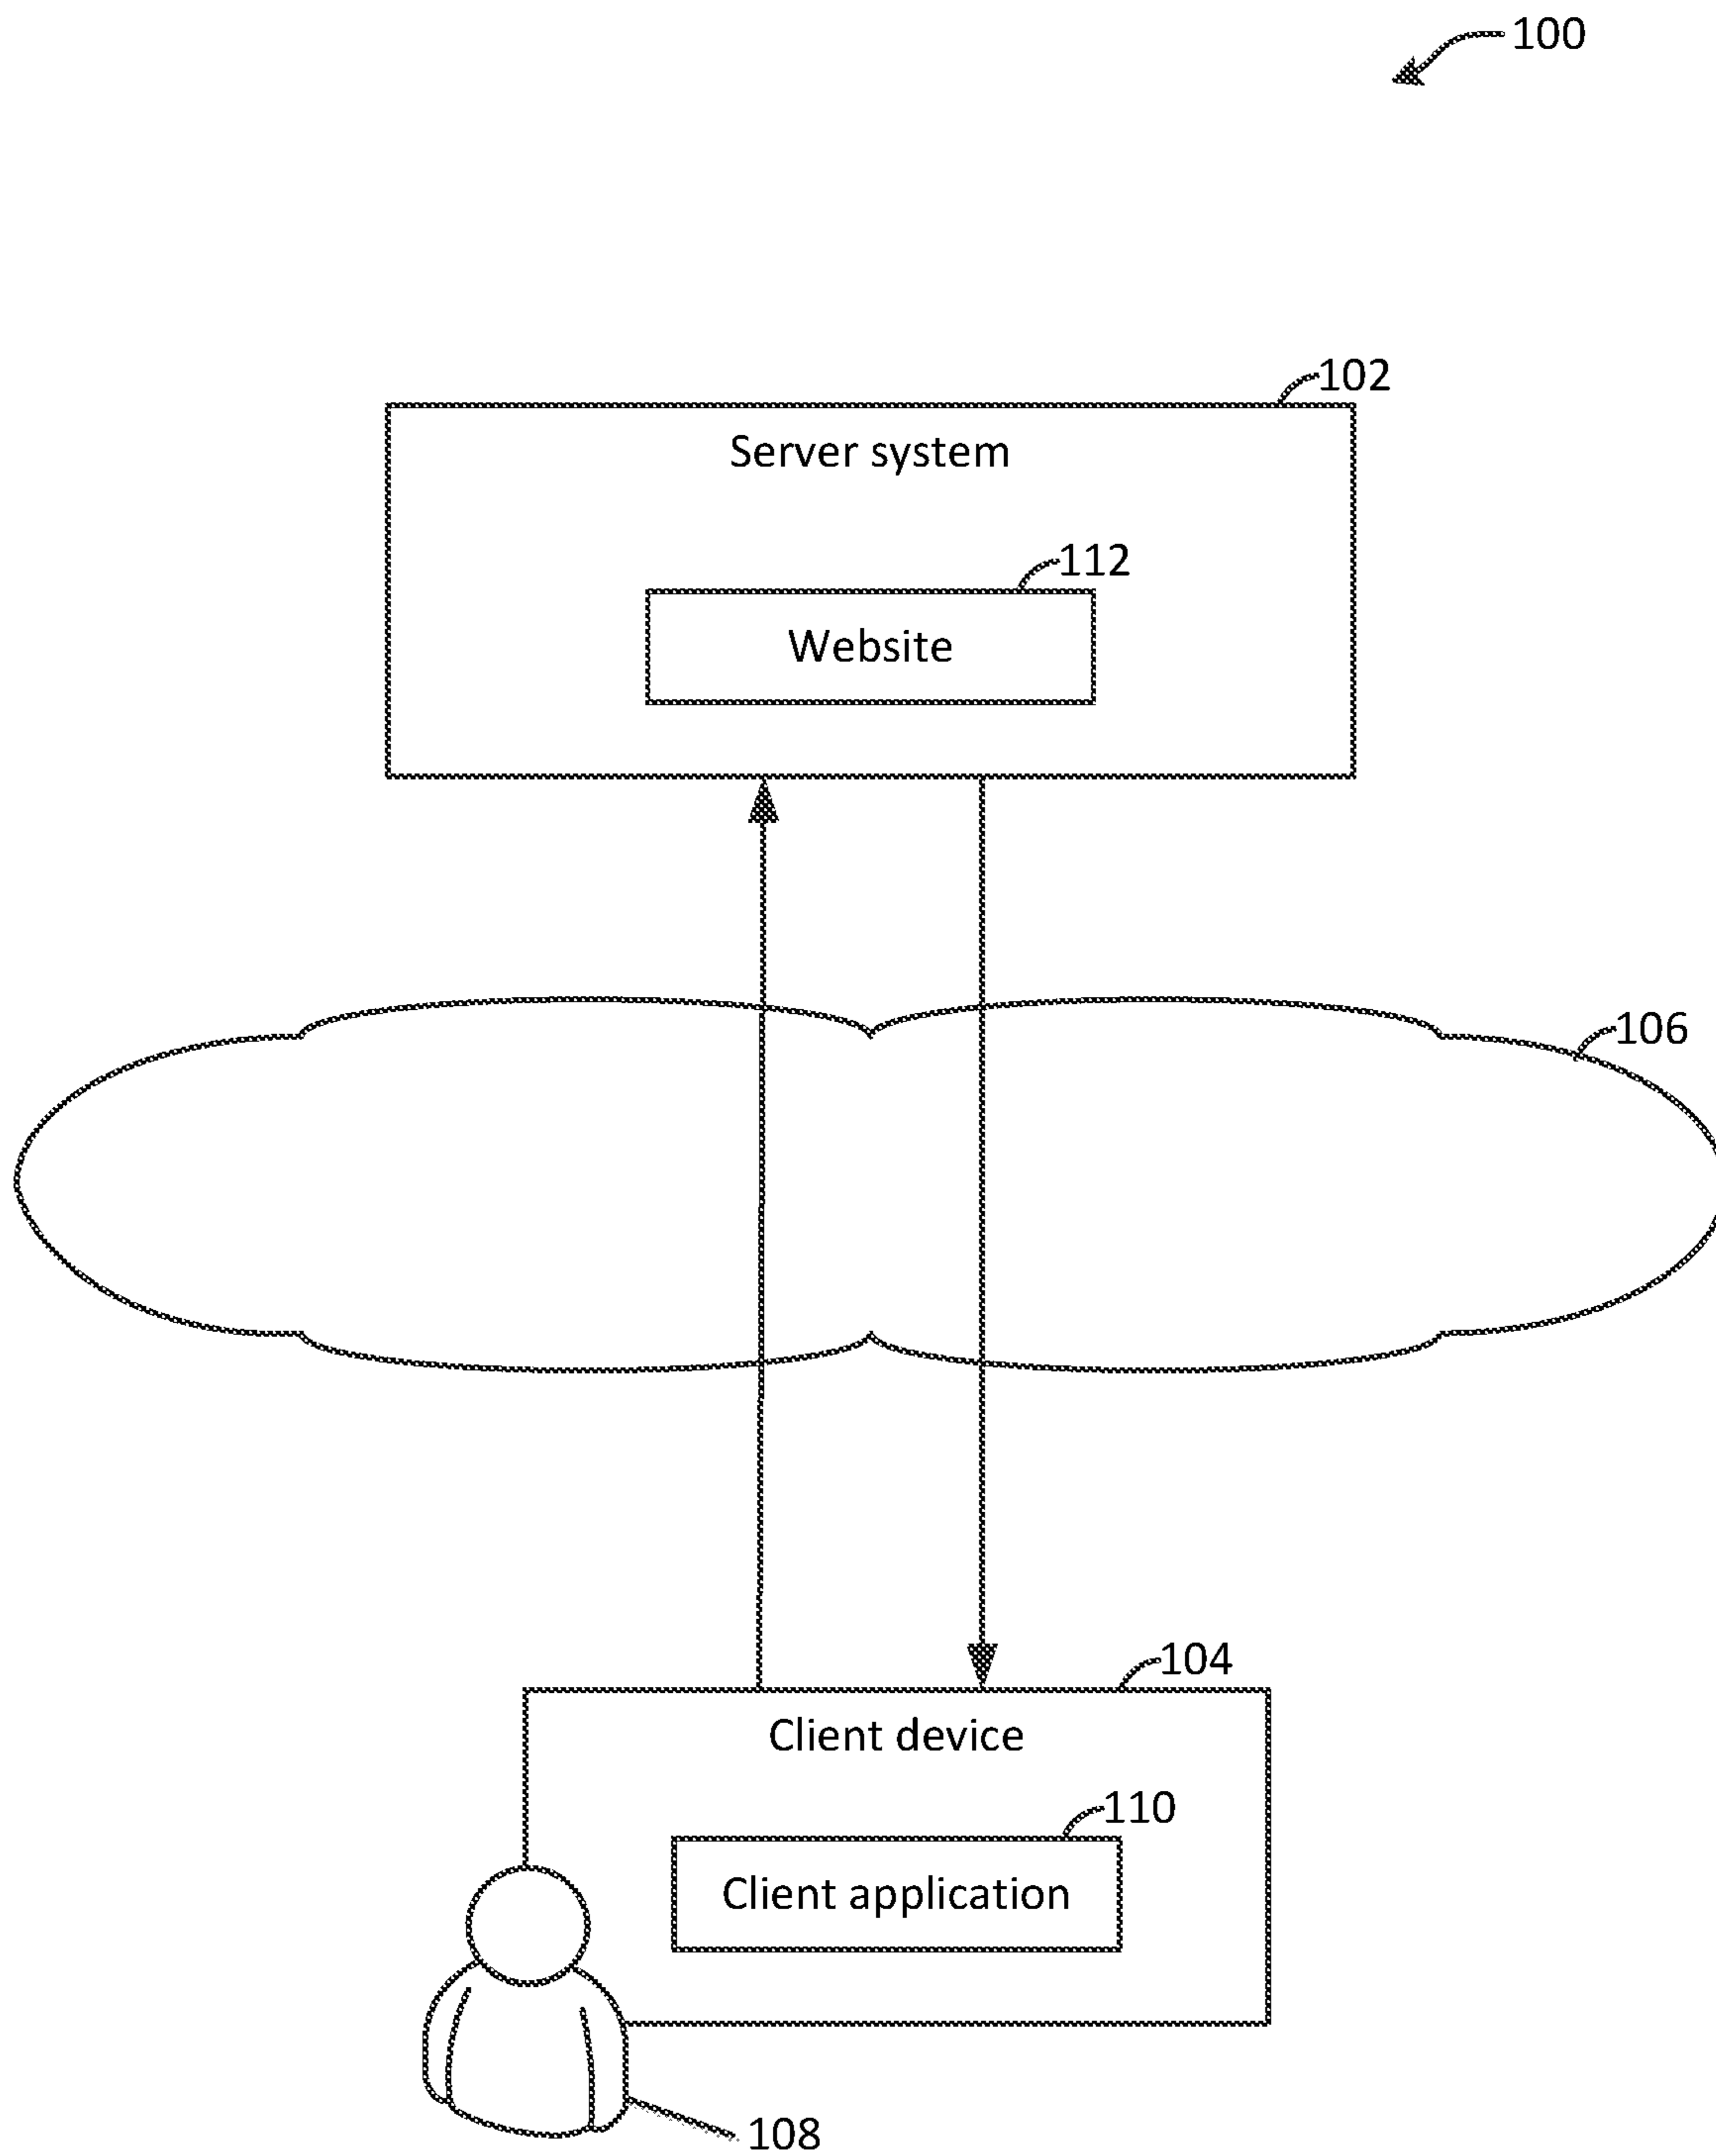 100
102
Server system
112
Website
106
104
Client device
110
Client application
108